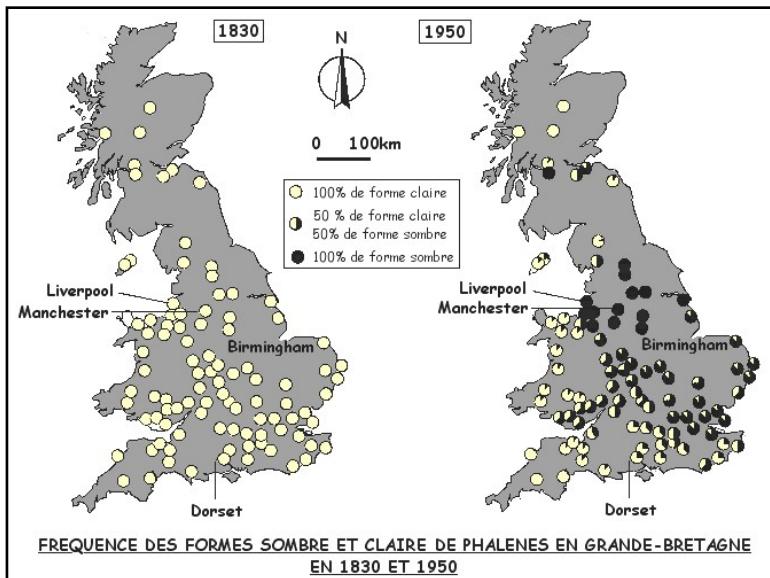 1830
N
1950
0 100km
100% de forme claire
50 % de forme claire
50% de forme sombre
100% de forme sombre
Liverpool
Manchester
Birmingham
Dorset
Liverpool
Manchester
Birmingham
Dorset
FREQUENCE DES FORMES SOMBRE ET CLAIRE DE PHALENES EN GRANDE-BRETAGNE
EN 1830 ET 1950